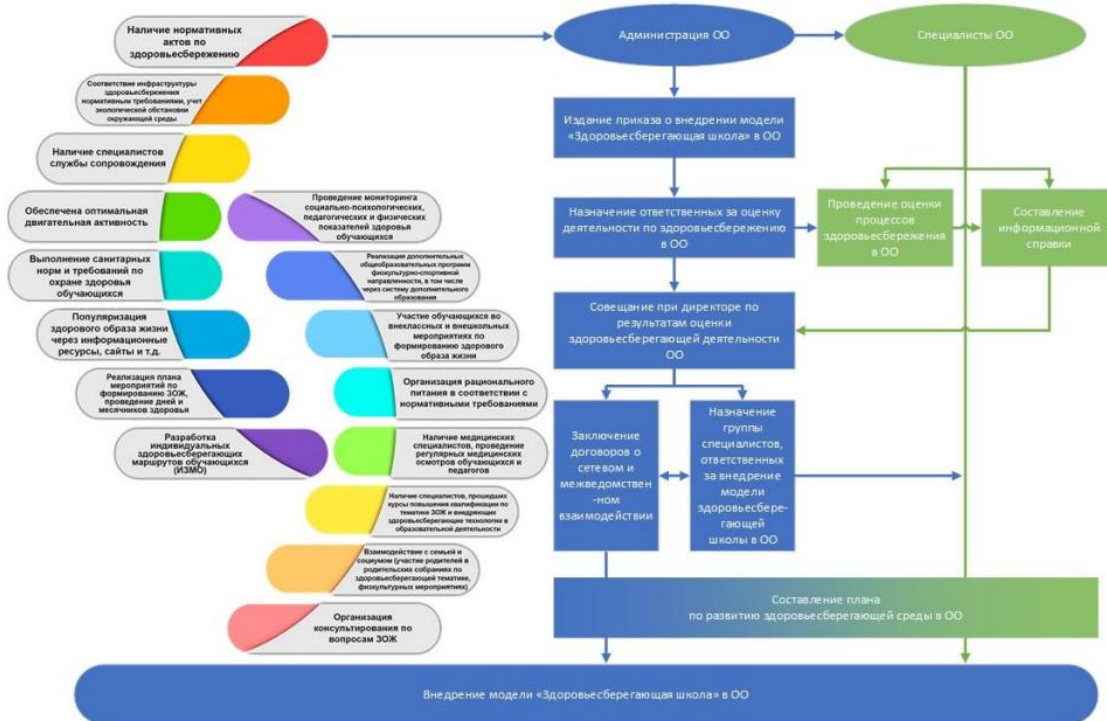 Наличие нормативных
актов по
здоровьесбережению
Соответствие инфраструктуры
здоровьесбережения
нормативным требованиями, учет
экологической обстановки
окружающей среды
Наличие специалистов
службы сопровождения
Обеспечена оптимальная
двигательная активность
Выполнение санитарных
норм и требований по
охране здоровья
обучающихся
Популяризация
здорового образа жизни
через информационные
ресурсы, сайты и т.д.
Реализация плана
мероприятий по
формированию ЗОЖ,
проведение дней и
месячников здоровья
Разработка
индивидуальных
здоровьесберегающих
маршрутов обучающихся
(ИЗМО)
Проведение мониторинга
социально-психологических,
педагогических и физических
показателей здоровья
обучающихся
Реализация дополнительных
общеобразовательных программ
физкультурно-спортивной
направленности, в том числе
через систему дополнительного
образования
Участие обучающихся во
внеклассных и внешкольных
мероприятиях по
формированию здорового
образа жизни
Организация рационального
питания в соответствии с
нормативными требованиями
Наличие медицинских
специалистов, проведение
регулярных медицинских
осмотров обучающихся и
педагогов
Наличие специалистов, прошедших
курсы повышения квалификации по
тематике ЗОЖ и внедряющих
здоровьесберегающие технологии в
образовательной деятельности
Взаимодействие с семьей и
социумом (участие родителей в
родительских собраниях по
здоровьесберегающей тематике,
физкультурных мероприятиях)
Организация
консультирования по
вопросам ЗОЖ
Администрация ОО
Специалисты ОО
Издание приказа о внедрении модели
«Здоровьесберегающая школа» в ОО
Назначение ответственных за оценку
деятельности по здоровьесбережению
в ОО
Проведение оценки
процессов
здоровьесбережения
в ОО
Составление
информационной
справки
Совещание при директоре по
результатам оценки
здоровьесберегающей деятельности
ОО
Заключение
договоров о
сетевом и
межведомствен-
-ном
взаимодействии
Назначение
группы
специалистов,
ответственных
за внедрение
модели
здоровьесбере-
гающей
школы в ОО
Составление плана
по развитию здоровьесберегающей среды в ОО
Внедрение модели «Здоровьесберегающая школа» в ОО